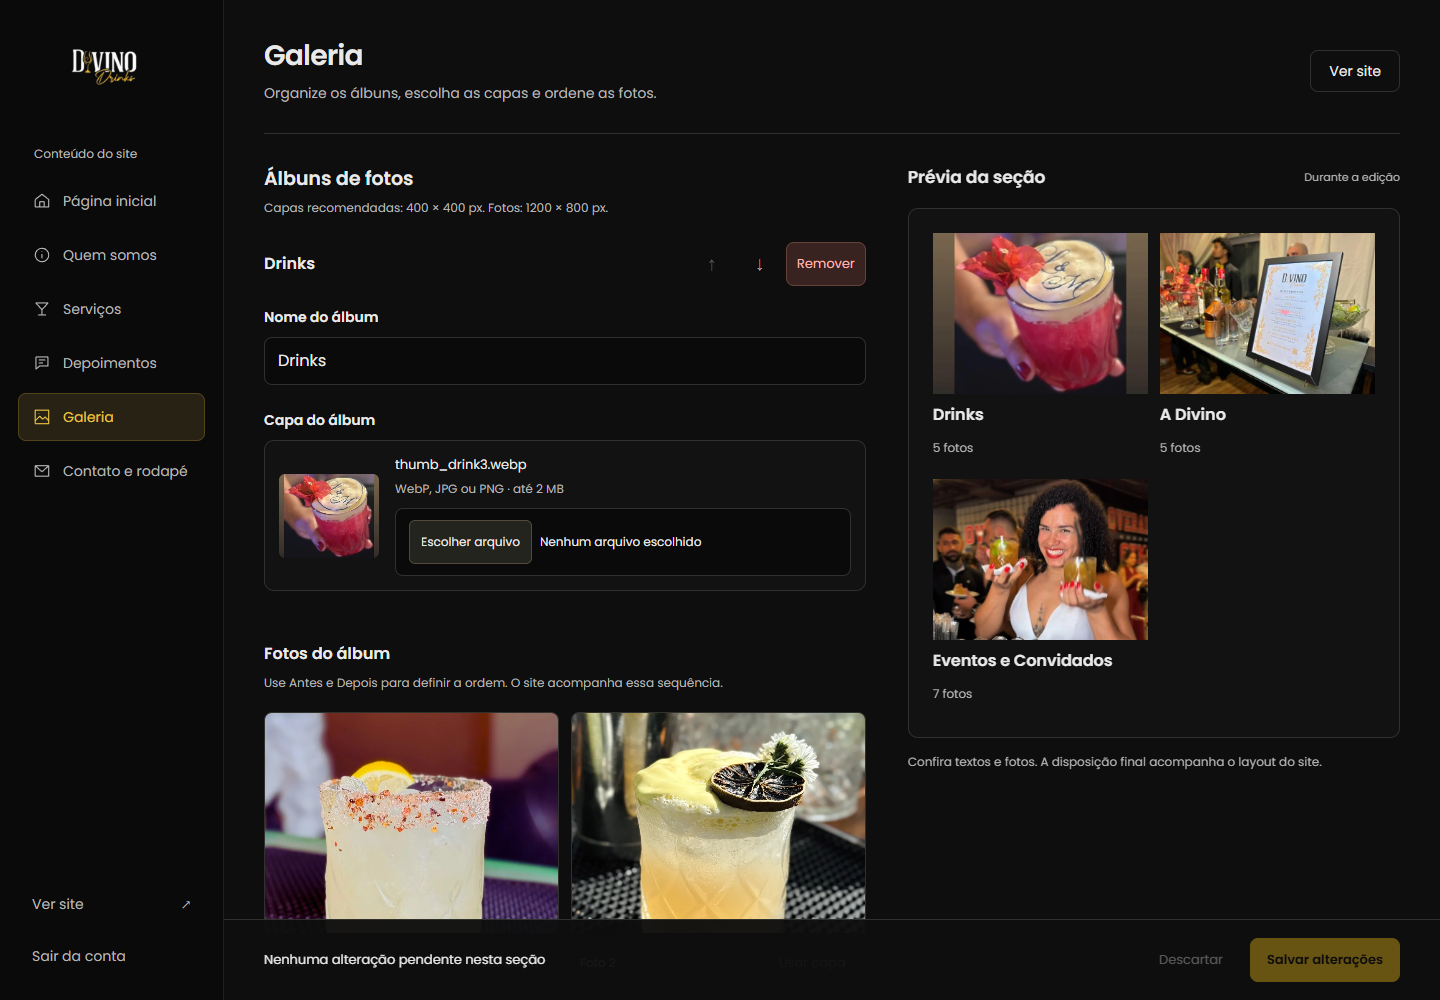 DIVINO
Drinks
Conteúdo do site
Página inicial
Quem somos
Serviços
Depoimentos
Galeria
Contato e rodapé
Ver site ↗
Sair da conta
Galeria
Organize os álbuns, escolha as capas e ordene as fotos.
Ver site
Álbuns de fotos
Capas recomendadas: 400 × 400 px. Fotos: 1200 × 800 px.
Drinks
↑ ↓ Remover
Nome do álbum
Drinks
Capa do álbum
thumb_drink3.webp
WebP, JPG ou PNG · até 2 MB
Escolher arquivo Nenhum arquivo escolhido
Fotos do álbum
Use Antes e Depois para definir a ordem. O site acompanha essa sequência.
Foto 2 Usar capa
Prévia da seção
Durante a edição
D.VINO
Drinks
5 fotos
A Divino
5 fotos
Eventos e Convidados
7 fotos
Confira textos e fotos. A disposição final acompanha o layout do site.
Nenhuma alteração pendente nesta seção
Descartar
Salvar alterações